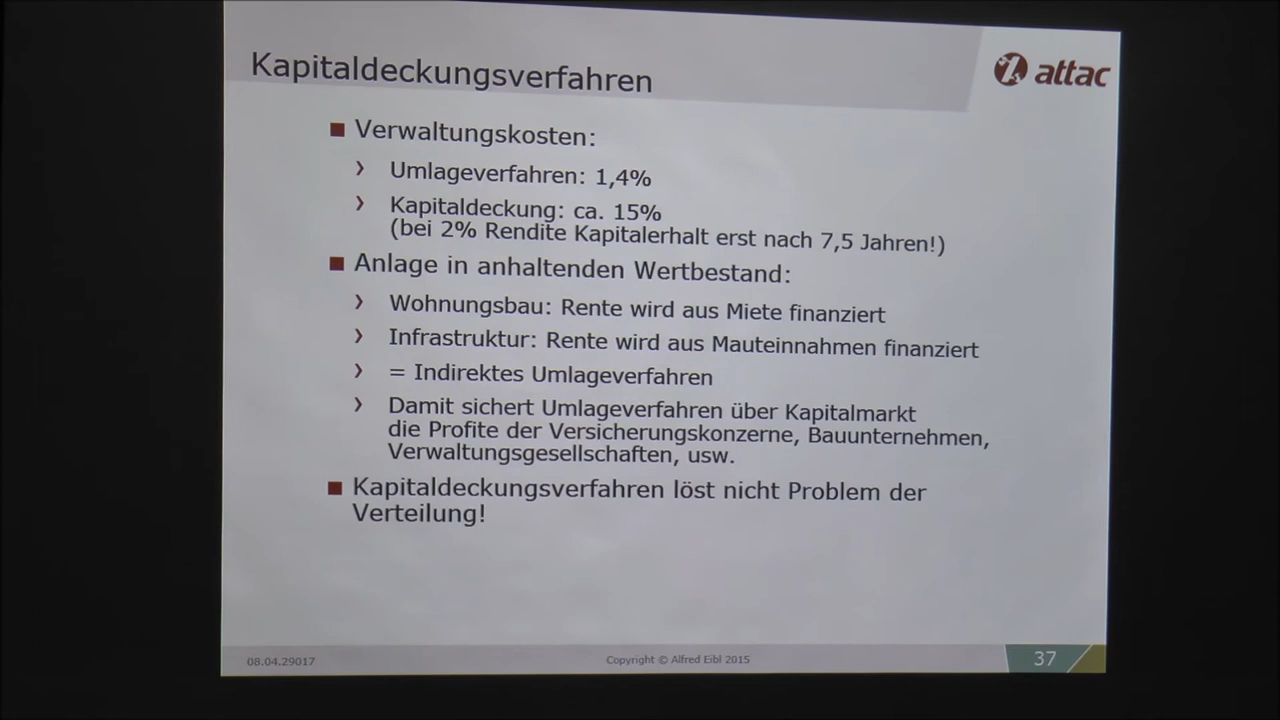 Kapitaldeckungsverfahren
attac
Verwaltungskosten:
Umlageverfahren: 1,4%
Kapitaldeckung: ca. 15%
(bei 2% Rendite Kapitalerhalt erst nach 7,5 Jahren!)
Anlage in anhaltenden Wertbestand:
Wohnungsbau: Rente wird aus Miete finanziert
Infrastruktur: Rente wird aus Mauteinnahmen finanziert
= Indirektes Umlageverfahren
Damit sichert Umlageverfahren über Kapitalmarkt
die Profite der Versicherungskonzerne, Bauunternehmen,
Verwaltungsgesellschaften, usw.
Kapitaldeckungsverfahren löst nicht Problem der
Verteilung!
08.04.29017
Copyright © Alfred Eibl 2015
37